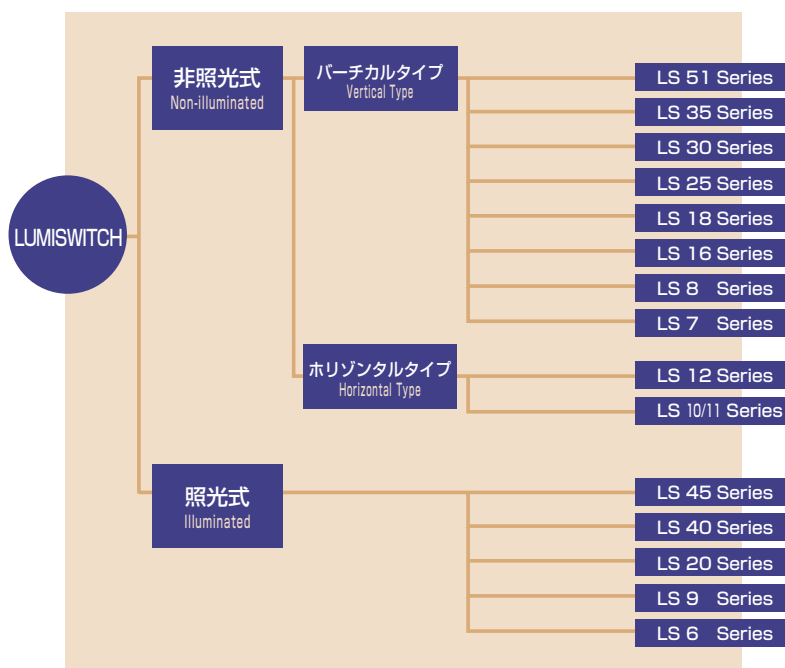 LUMISWITCH
非照光式
Non-illuminated
バーチカルタイプ
Vertical Type
LS 51 Series
LS 35 Series
LS 30 Series
LS 25 Series
LS 18 Series
LS 16 Series
LS 8 Series
LS 7 Series
ホリゾンタルタイプ
Horizontal Type
LS 12 Series
LS 10/11 Series
照光式
Illuminated
LS 45 Series
LS 40 Series
LS 20 Series
LS 9 Series
LS 6 Series